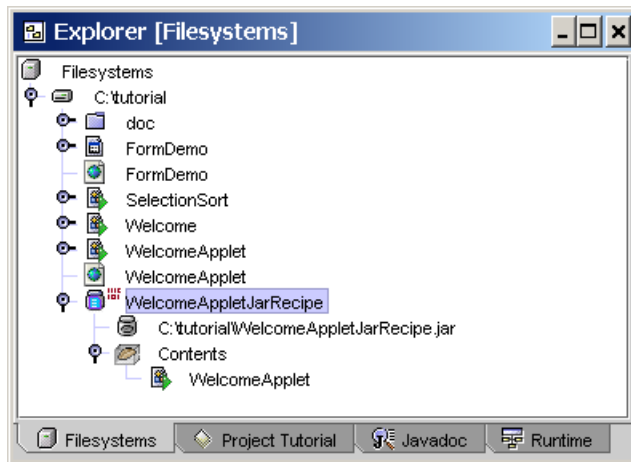 Explorer [Filesystems]
Filesystems
C:\tutorial
doc
FormDemo
FormDemo
SelectionSort
Welcome
WelcomeApplet
WelcomeApplet
WelcomeAppletJarRecipe
C:\tutorial\WelcomeAppletJarRecipe.jar
Contents
WelcomeApplet
Filesystems Project Tutorial Javadoc Runtime